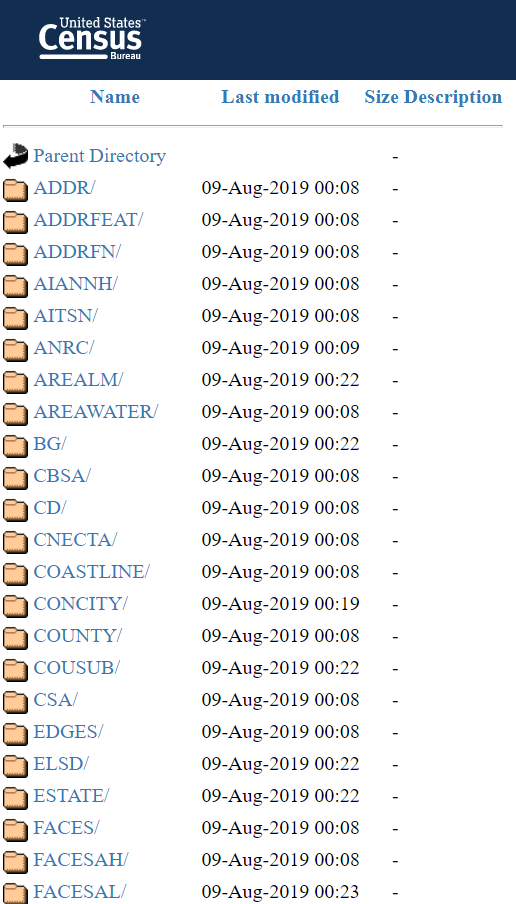 United States™
Census
Bureau
Name Last modified Size Description
Parent Directory -
ADDR/ 09-Aug-2019 00:08 -
ADDRFEAT/ 09-Aug-2019 00:08 -
ADDRFN/ 09-Aug-2019 00:08 -
AIANNH/ 09-Aug-2019 00:08 -
AITSN/ 09-Aug-2019 00:08 -
ANRC/ 09-Aug-2019 00:09 -
AREALM/ 09-Aug-2019 00:22 -
AREAWATER/ 09-Aug-2019 00:08 -
BG/ 09-Aug-2019 00:22 -
CBSA/ 09-Aug-2019 00:08 -
CD/ 09-Aug-2019 00:08 -
CNECTA/ 09-Aug-2019 00:08 -
COASTLINE/ 09-Aug-2019 00:08 -
CONCITY/ 09-Aug-2019 00:19 -
COUNTY/ 09-Aug-2019 00:08 -
COUSUB/ 09-Aug-2019 00:22 -
CSA/ 09-Aug-2019 00:08 -
EDGES/ 09-Aug-2019 00:08 -
ELSD/ 09-Aug-2019 00:22 -
ESTATE/ 09-Aug-2019 00:22 -
FACES/ 09-Aug-2019 00:08 -
FACESAH/ 09-Aug-2019 00:08 -
FACESAL/ 09-Aug-2019 00:23 -